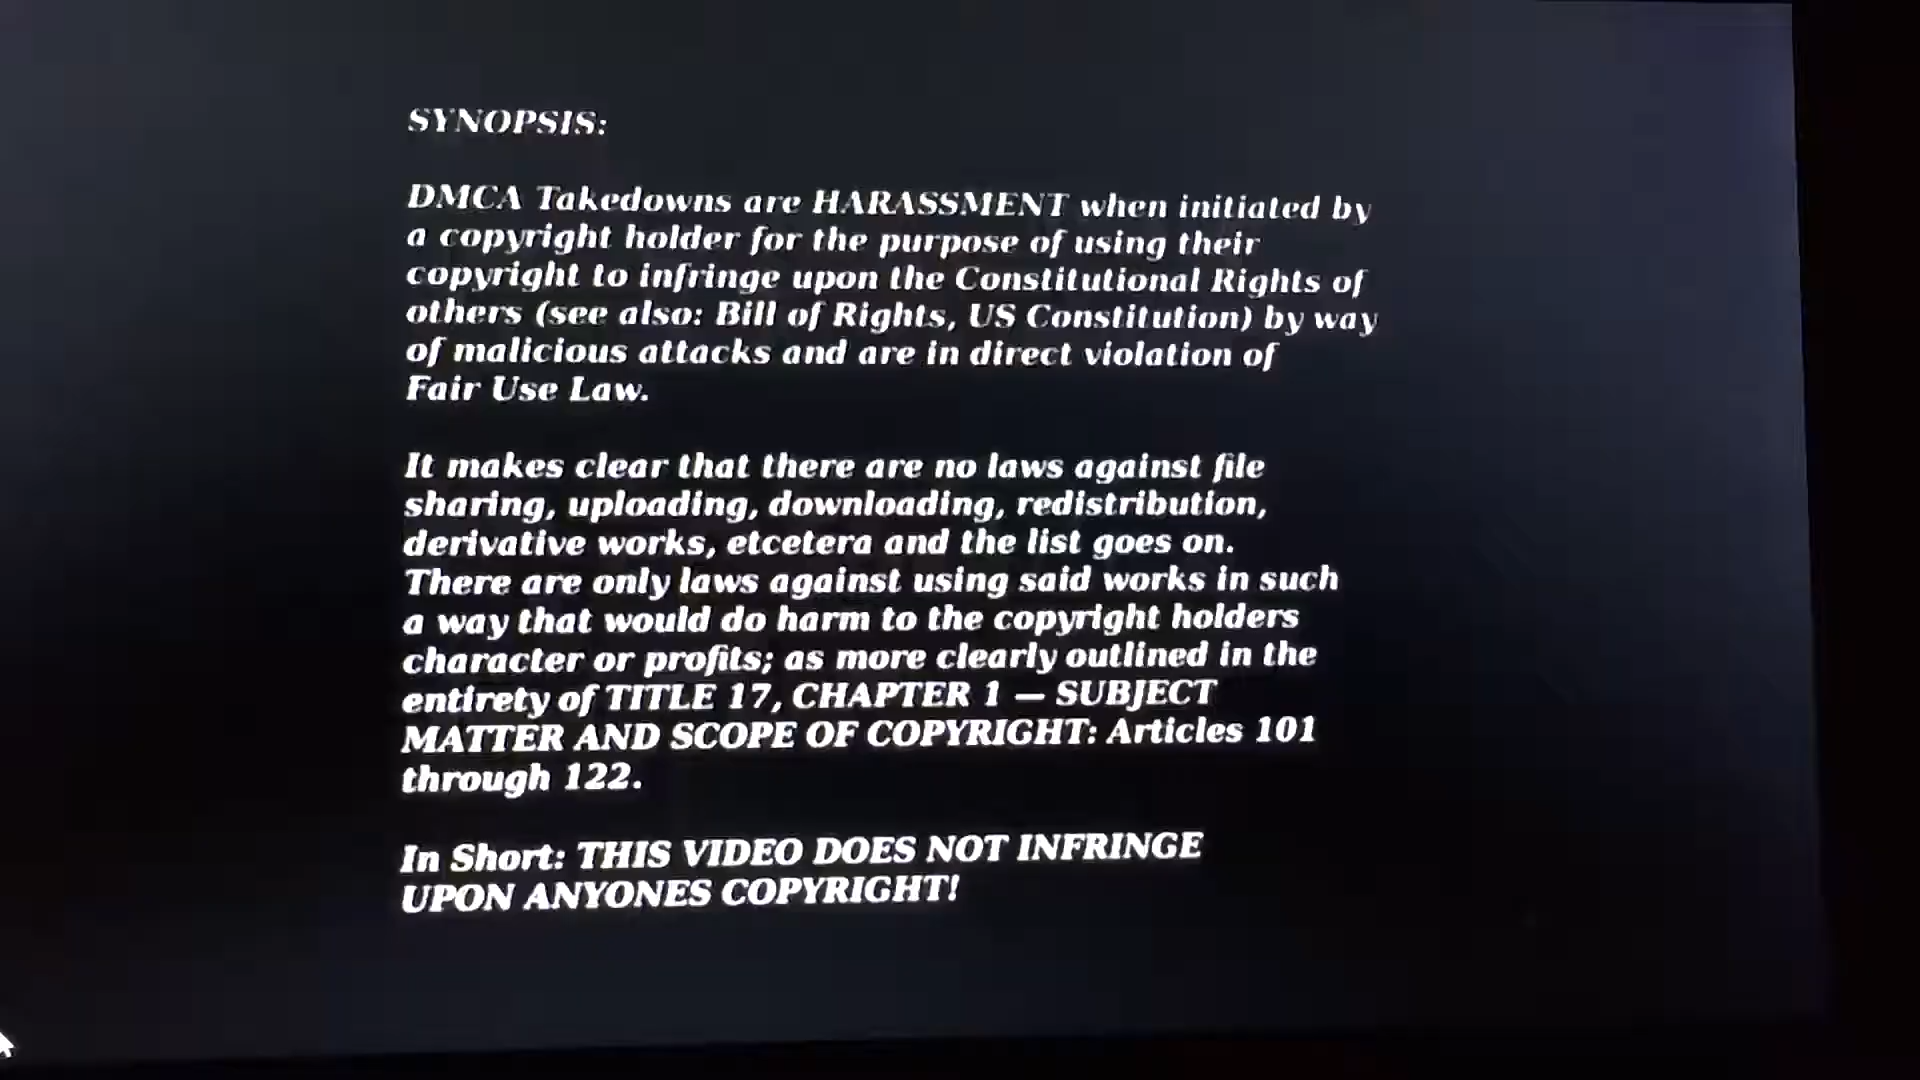 SYNOPSIS:
DMCA Takedowns are HARASSMENT when initiated by
a copyright holder for the purpose of using their
copyright to infringe upon the Constitutional Rights of
others (see also: Bill of Rights, US Constitution) by way
of malicious attacks and are in direct violation of
Fair Use Law.
It makes clear that there are no laws against file
sharing, uploading, downloading, redistribution,
derivative works, etcetera and the list goes on.
There are only laws against using said works in such
a way that would do harm to the copyright holders
character or profits; as more clearly outlined in the
entirety of TITLE 17, CHAPTER 1 — SUBJECT
MATTER AND SCOPE OF COPYRIGHT: Articles 101
through 122.
In Short: THIS VIDEO DOES NOT INFRINGE
UPON ANYONES COPYRIGHT!